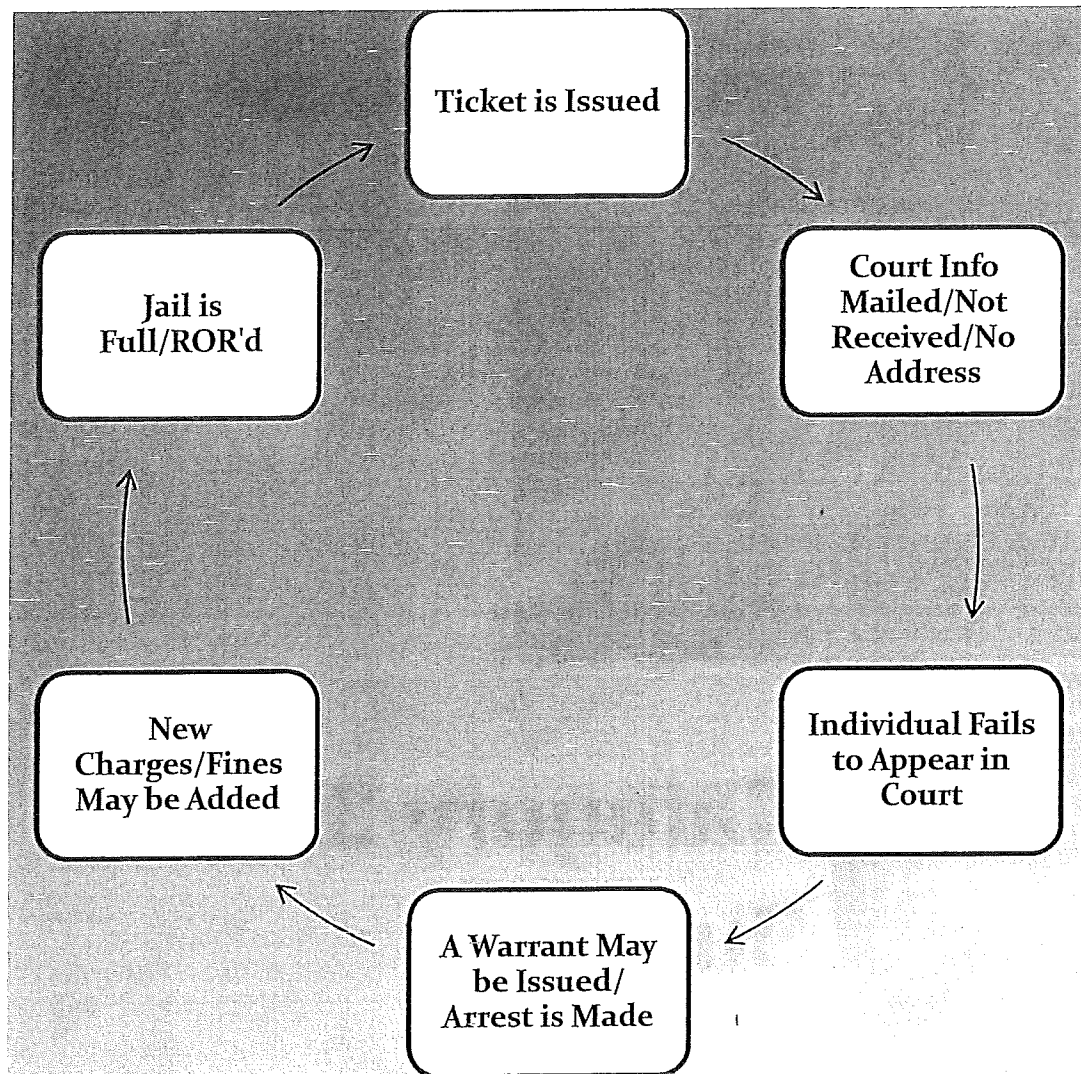 Ticket is Issued
Court Info
Mailed/Not
Received/No
Address
Individual Fails
to Appear in
Court
A Warrant May
be Issued/
Arrest is Made
New
Charges/Fines
May be Added
Jail is
Full/ROR'd